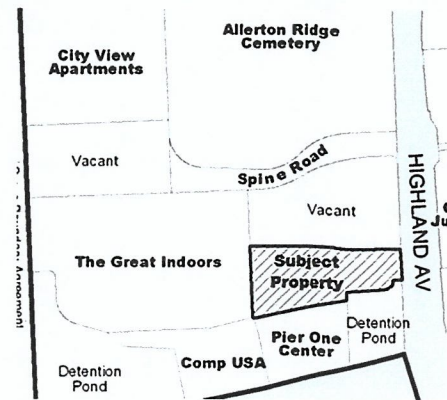 Allerton Ridge
Cemetery
City View
Apartments
Vacant
Spine Road
Vacant
HIGHLAND AV
The Great Indoors
Subject
Property
Pier One
Center
Detention
Pond
Comp USA
Detention
Pond
Agreement